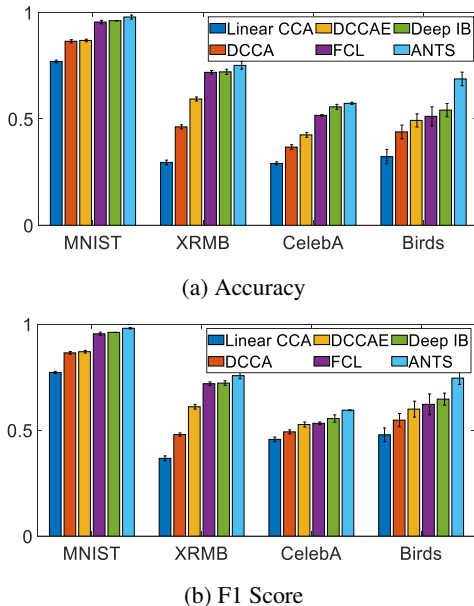 1
Linear CCA DCCAE Deep IB
DCCA FCL ANTS
0.5
0
MNIST XRMB CelebA Birds
(a) Accuracy
1
Linear CCA DCCAE Deep IB
DCCA FCL ANTS
0.5
0
MNIST XRMB CelebA Birds
(b) F1 Score